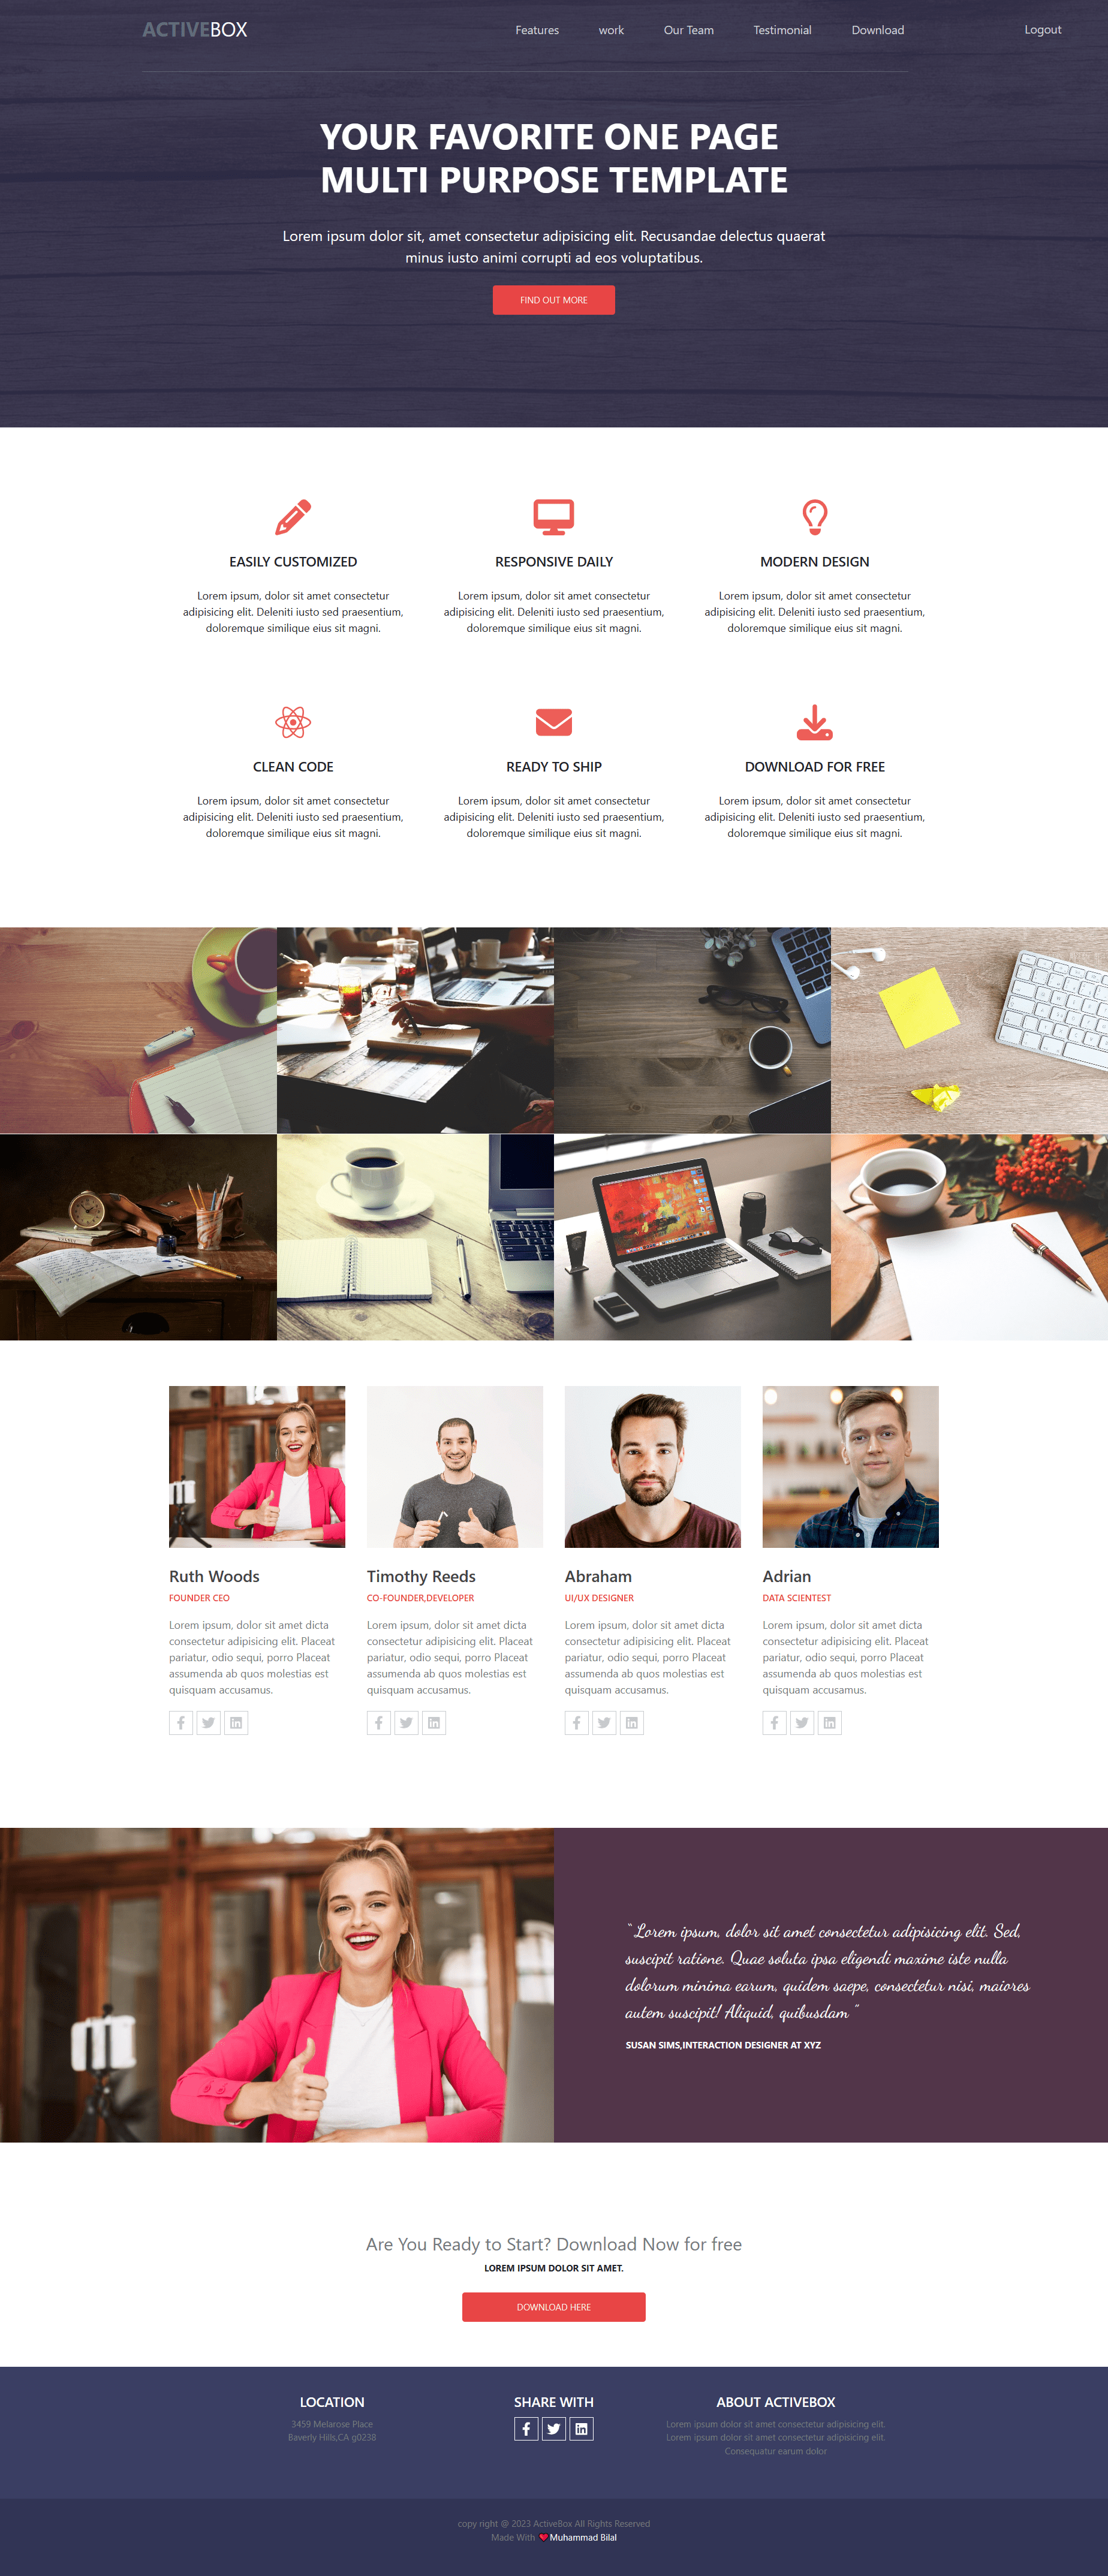 ACTIVEBOX
Features work Our Team Testimonial Download Logout
YOUR FAVORITE ONE PAGE
MULTI PURPOSE TEMPLATE
Lorem ipsum dolor sit, amet consectetur adipisicing elit. Recusandae delectus quaerat
minus iusto animi corrupti ad eos voluptatibus.
FIND OUT MORE
EASILY CUSTOMIZED
Lorem ipsum, dolor sit amet consectetur
adipisicing elit. Deleniti iusto sed praesentium,
doloremque similique eius sit magni.
RESPONSIVE DAILY
Lorem ipsum, dolor sit amet consectetur
adipisicing elit. Deleniti iusto sed praesentium,
doloremque similique eius sit magni.
MODERN DESIGN
Lorem ipsum, dolor sit amet consectetur
adipisicing elit. Deleniti iusto sed praesentium,
doloremque similique eius sit magni.
CLEAN CODE
Lorem ipsum, dolor sit amet consectetur
adipisicing elit. Deleniti iusto sed praesentium,
doloremque similique eius sit magni.
READY TO SHIP
Lorem ipsum, dolor sit amet consectetur
adipisicing elit. Deleniti iusto sed praesentium,
doloremque similique eius sit magni.
DOWNLOAD FOR FREE
Lorem ipsum, dolor sit amet consectetur
adipisicing elit. Deleniti iusto sed praesentium,
doloremque similique eius sit magni.
Ruth Woods
FOUNDER CEO
Lorem ipsum, dolor sit amet dicta
consectetur adipisicing elit. Placeat
pariatur, odio sequi, porro Placeat
assumenda ab quos molestias est
quisquam accusamus.
Timothy Reeds
CO-FOUNDER,DEVELOPER
Lorem ipsum, dolor sit amet dicta
consectetur adipisicing elit. Placeat
pariatur, odio sequi, porro Placeat
assumenda ab quos molestias est
quisquam accusamus.
Abraham
UI/UX DESIGNER
Lorem ipsum, dolor sit amet dicta
consectetur adipisicing elit. Placeat
pariatur, odio sequi, porro Placeat
assumenda ab quos molestias est
quisquam accusamus.
Adrian
DATA SCIENTEST
Lorem ipsum, dolor sit amet dicta
consectetur adipisicing elit. Placeat
pariatur, odio sequi, porro Placeat
assumenda ab quos molestias est
quisquam accusamus.
“ Lorem ipsum, dolor sit amet consectetur adipisicing elit. Sed,
suscipit ratione. Quae soluta ipsa eligendi maxime iste nulla
dolorum minima earum, quidem saepe, consectetur nisi, maiores
autem suscipit! Aliquid, quibusdam ”
SUSAN SIMS,INTERACTION DESIGNER AT XYZ
Are You Ready to Start? Download Now for free
LOREM IPSUM DOLOR SIT AMET.
DOWNLOAD HERE
LOCATION
3459 Melarose Place
Baverly Hills,CA g0238
SHARE WITH
ABOUT ACTIVEBOX
Lorem ipsum dolor sit amet consectetur adipisicing elit.
Lorem ipsum dolor sit amet consectetur adipisicing elit.
Consequatur earum dolor
copy right @ 2023 ActiveBox All Rights Reserved
Made With ❤ Muhammad Bilal